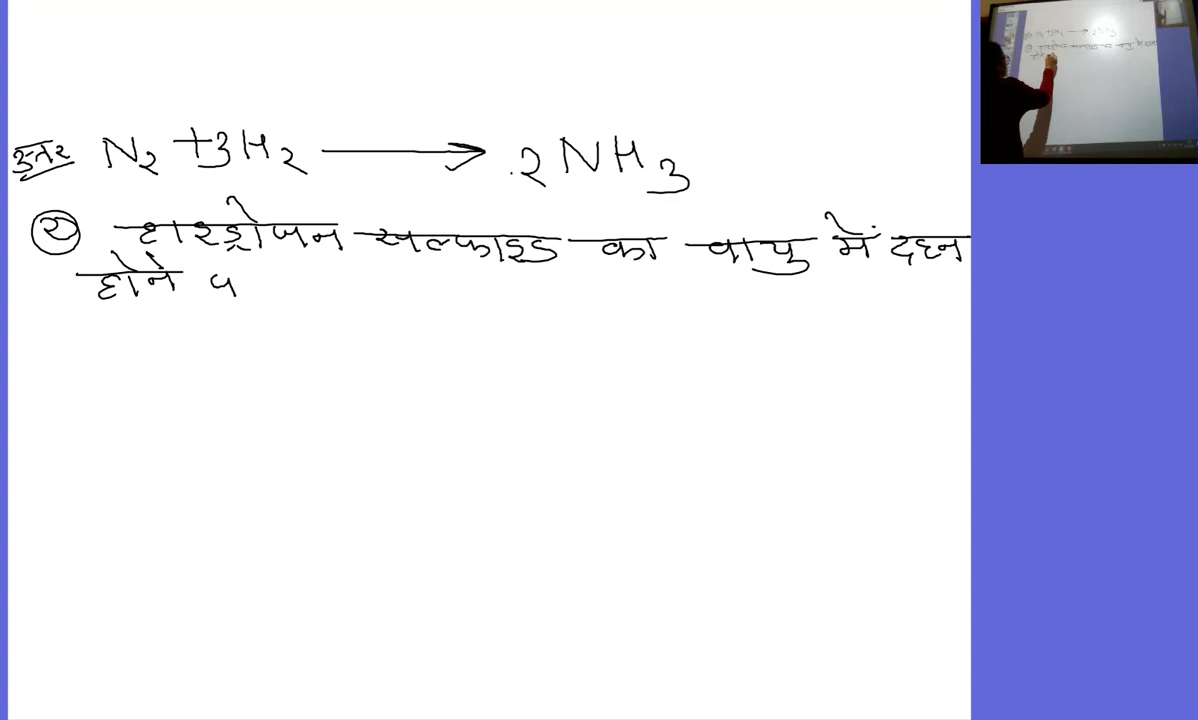 उत्तर N₂ + 3H₂ → 2NH₃
② हाइड्रोजन सल्फाइड का वायु में दहन
होने प